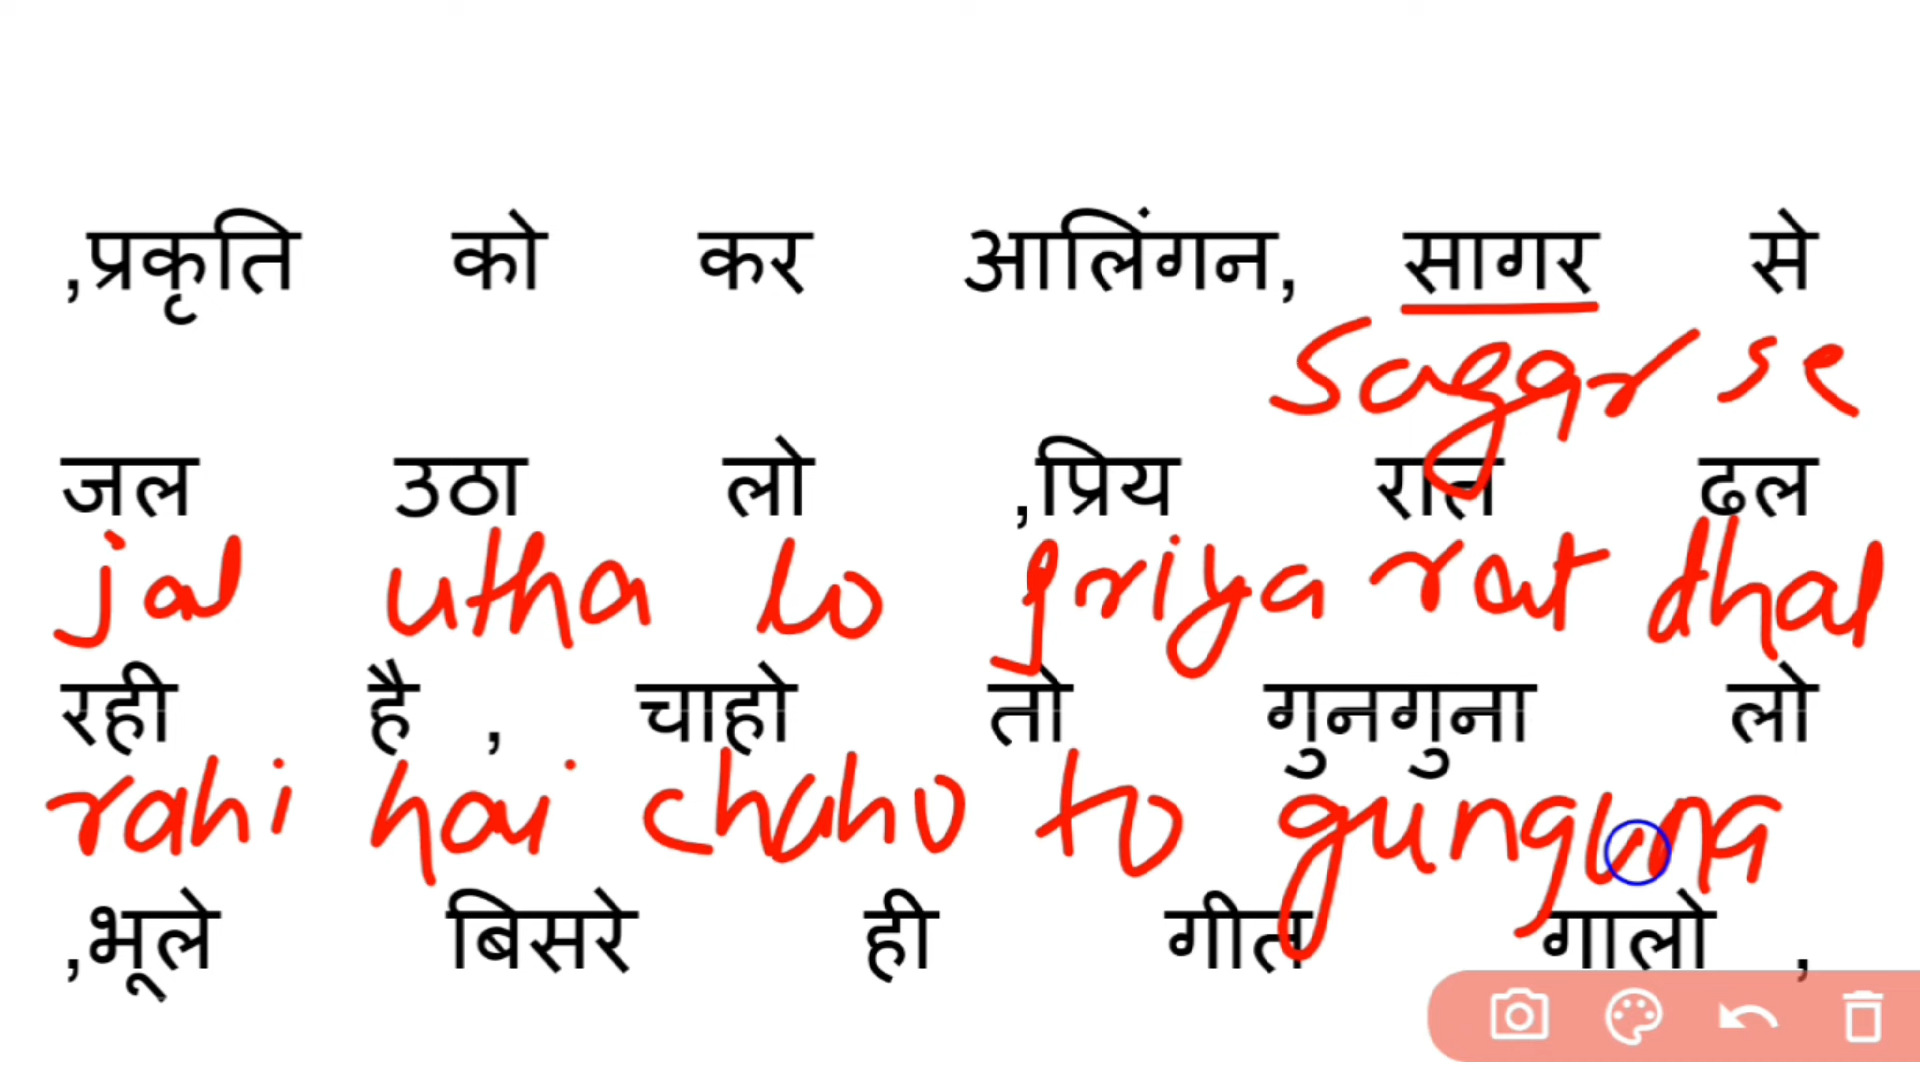 ,प्रकृति को कर आलिंगन, सागर से
sagar se
जल उठा लो ,प्रिय रात ढल
jal utha lo priya rat dhal
रही है , चाहो तो गुनगुना लो
rahi hai chaho to gunguna
,भूले बिसरे ही गीत गालो ,